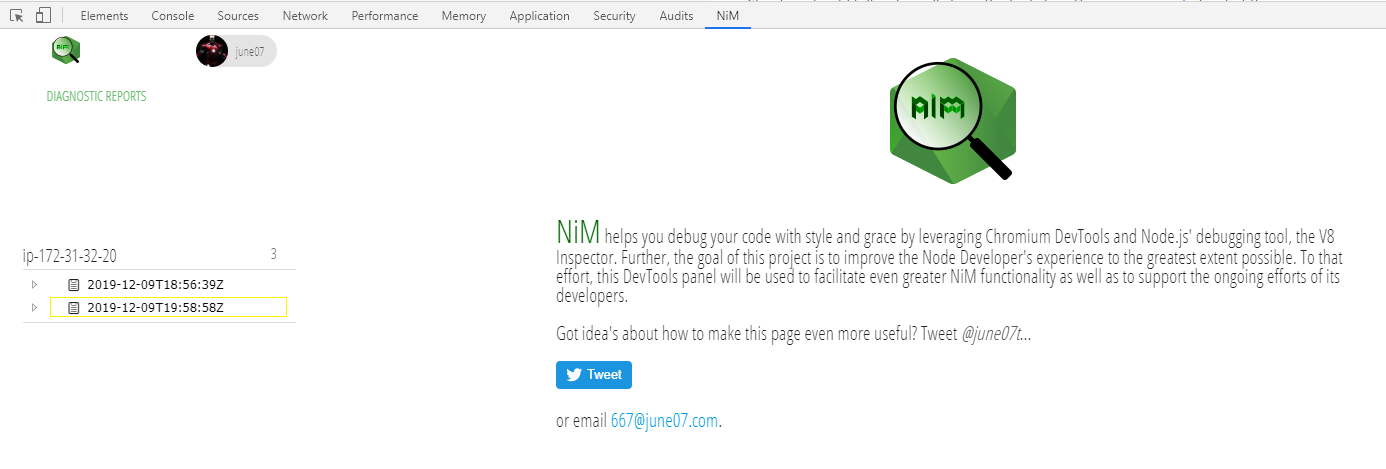 Elements Console Sources Network Performance Memory Application Security Audits NiM
NiM june07
DIAGNOSTIC REPORTS
ip-172-31-32-20 3
2019-12-09T18:56:39Z
2019-12-09T19:58:58Z
NiM
NiM helps you debug your code with style and grace by leveraging Chromium DevTools and Node.js' debugging tool, the V8
Inspector. Further, the goal of this project is to improve the Node Developer's experience to the greatest extent possible. To that
effort, this DevTools panel will be used to facilitate even greater NiM functionality as well as to support the ongoing efforts of its
developers.
Got idea's about how to make this page even more useful? Tweet @june07t...
Tweet
or email 667@june07.com.